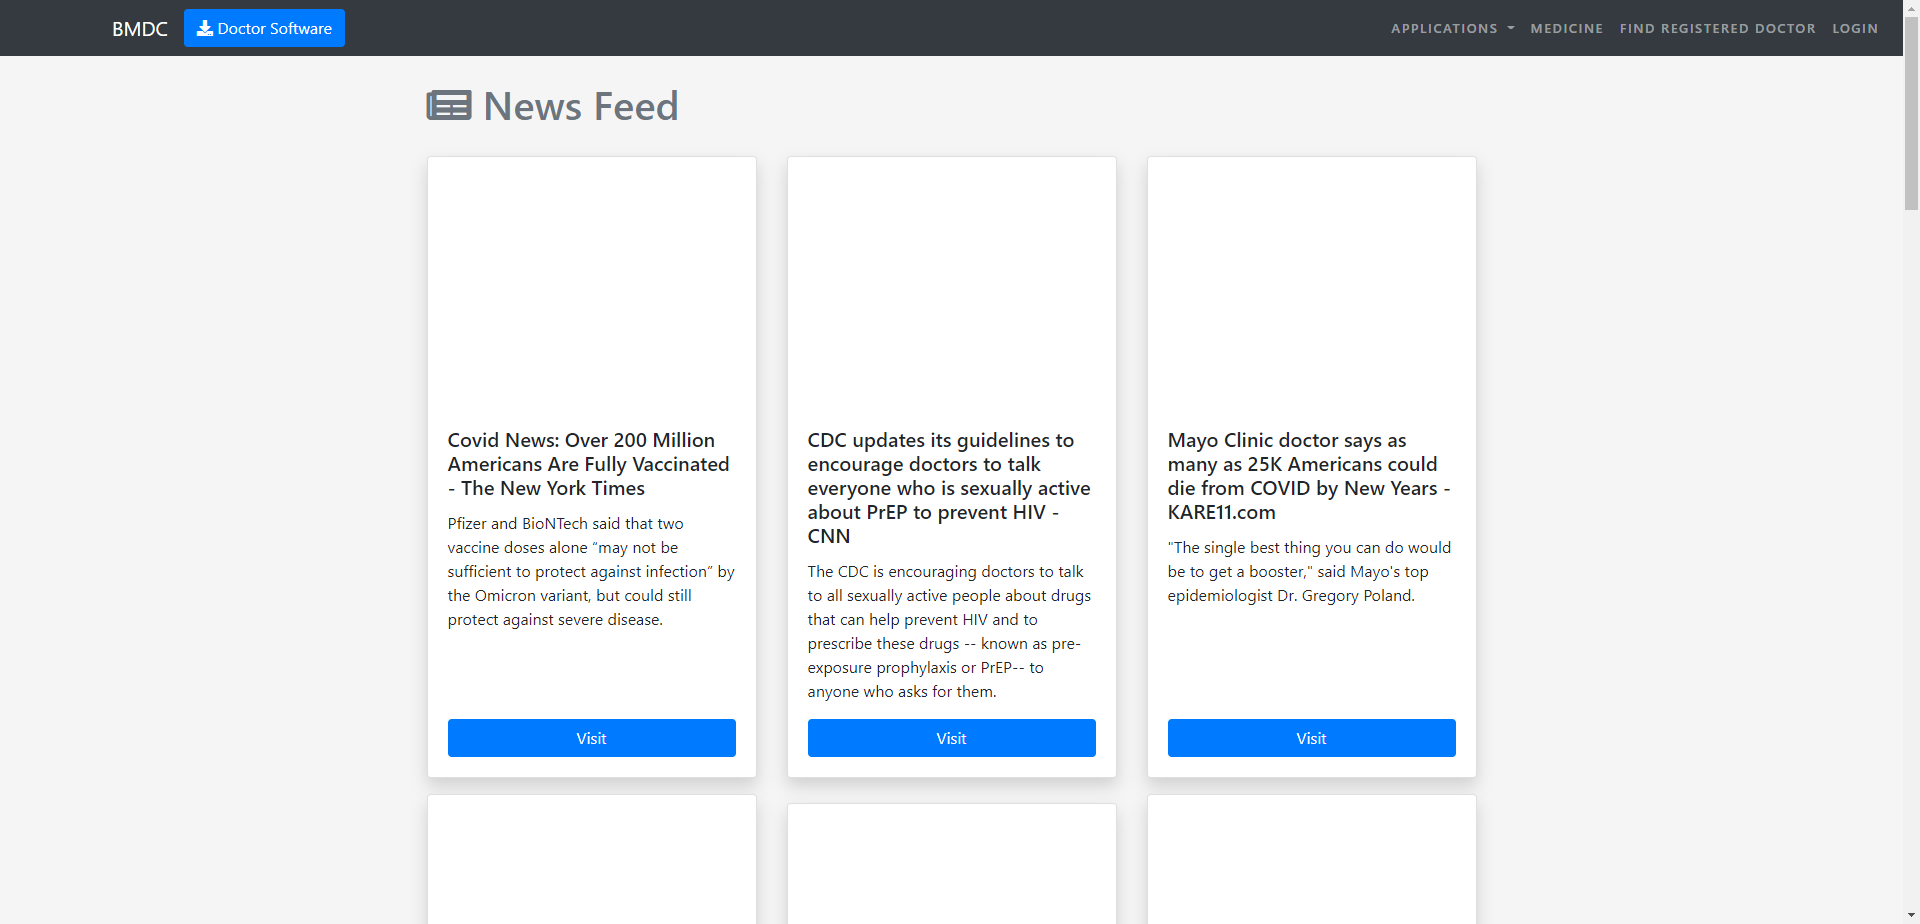 BMDC
Doctor Software
APPLICATIONS
MEDICINE
FIND REGISTERED DOCTOR
LOGIN
News Feed
Covid News: Over 200 Million
Americans Are Fully Vaccinated
- The New York Times
Pfizer and BioNTech said that two
vaccine doses alone “may not be
sufficient to protect against infection” by
the Omicron variant, but could still
protect against severe disease.
Visit
CDC updates its guidelines to
encourage doctors to talk
everyone who is sexually active
about PrEP to prevent HIV -
CNN
The CDC is encouraging doctors to talk
to all sexually active people about drugs
that can help prevent HIV and to
prescribe these drugs -- known as pre-
exposure prophylaxis or PrEP-- to
anyone who asks for them.
Visit
Mayo Clinic doctor says as
many as 25K Americans could
die from COVID by New Years -
KARE11.com
"The single best thing you can do would
be to get a booster," said Mayo's top
epidemiologist Dr. Gregory Poland.
Visit